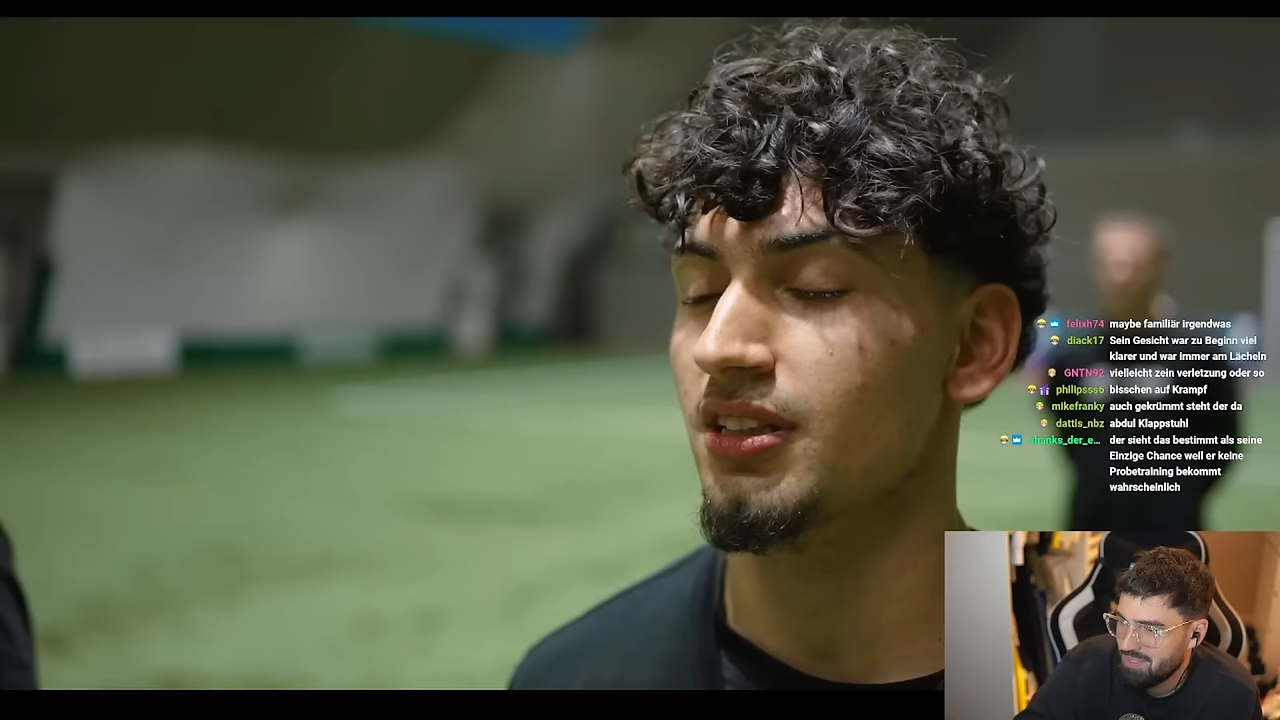 felixh74 maybe familiär irgendwas
diack17 Sein Gesicht war zu Beginn viel
klarer und war immer am Lächeln
GNTN92 vielleicht zein verletzung oder so
philipsss6 bisschen auf Krampf
mikefranky auch gekrümmt steht der da
dattis_nbz abdul Klappstuhl
der sieht das bestimmt als seine
Einzige Chance weil er keine
Probetraining bekommt
wahrscheinlich